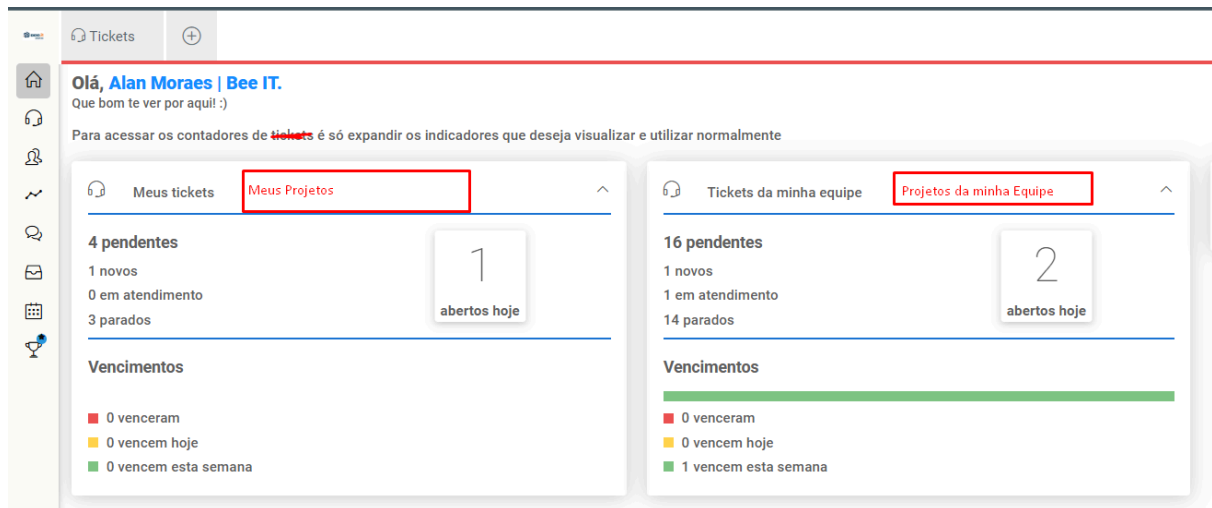 Tickets
Olá, Alan Moraes | Bee IT.
Que bom te ver por aqui! :)
Para acessar os contadores de tickets é só expandir os indicadores que deseja visualizar e utilizar normalmente
Meus tickets
Meus Projetos
4 pendentes
1 novos
0 em atendimento
3 parados
1
abertos hoje
Vencimentos
0 venceram
0 vencem hoje
0 vencem esta semana
Tickets da minha equipe
Projetos da minha Equipe
16 pendentes
1 novos
1 em atendimento
14 parados
2
abertos hoje
Vencimentos
0 venceram
0 vencem hoje
1 vencem esta semana